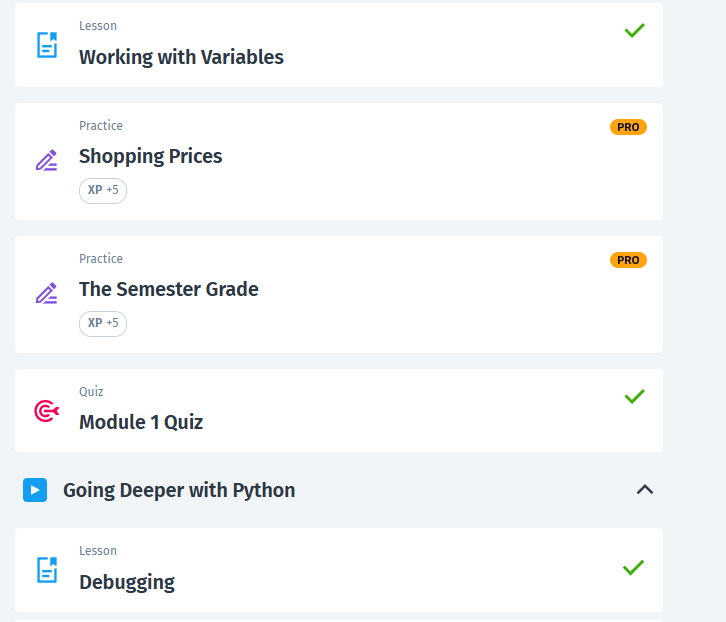 Lesson
Working with Variables
Practice
PRO
Shopping Prices
XP +5
Practice
PRO
The Semester Grade
XP +5
Quiz
Module 1 Quiz
Going Deeper with Python
Lesson
Debugging